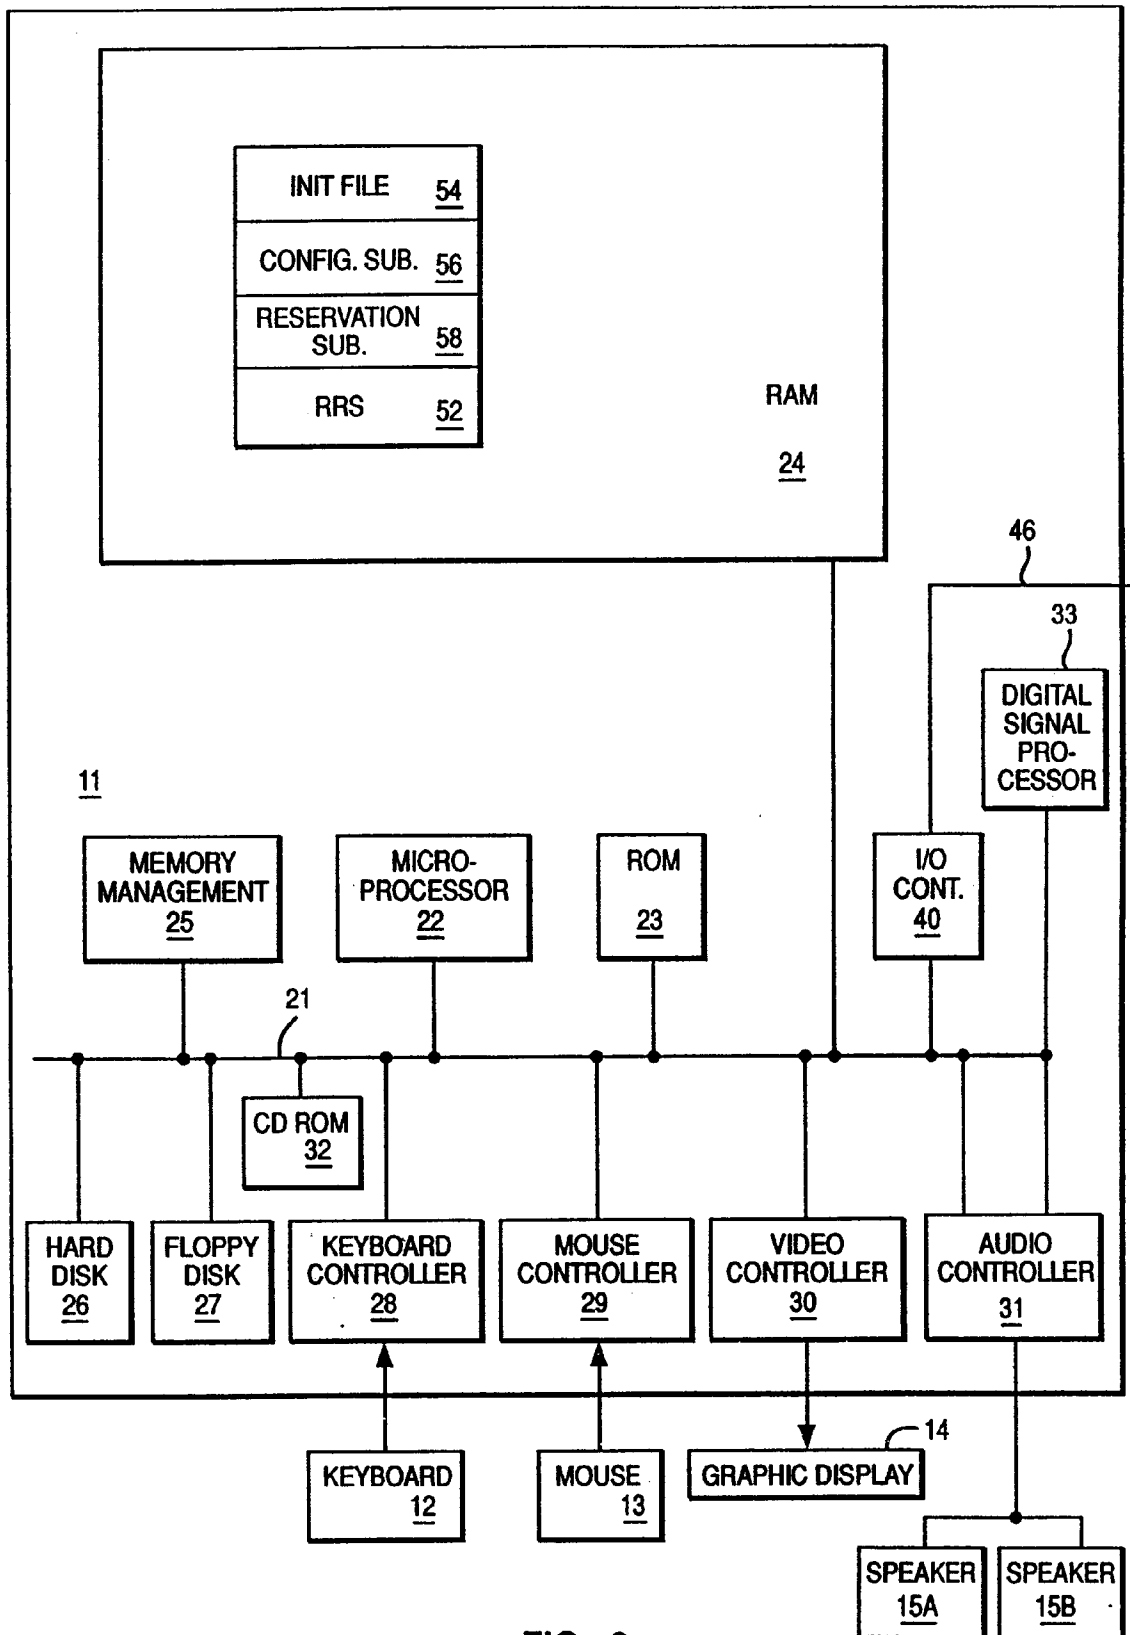 INIT FILE 54
CONFIG. SUB. 56
RESERVATION
SUB. 58
RRS 52
RAM
24
46
33
DIGITAL
SIGNAL
PRO-
CESSOR
11
MEMORY
MANAGEMENT
25
MICRO-
PROCESSOR
22
ROM
23
I/O
CONT.
40
21
CD ROM
32
HARD
DISK
26
FLOPPY
DISK
27
KEYBOARD
CONTROLLER
28
MOUSE
CONTROLLER
29
VIDEO
CONTROLLER
30
AUDIO
CONTROLLER
31
KEYBOARD
12
MOUSE
13
14
GRAPHIC DISPLAY
SPEAKER
15A
SPEAKER
15B